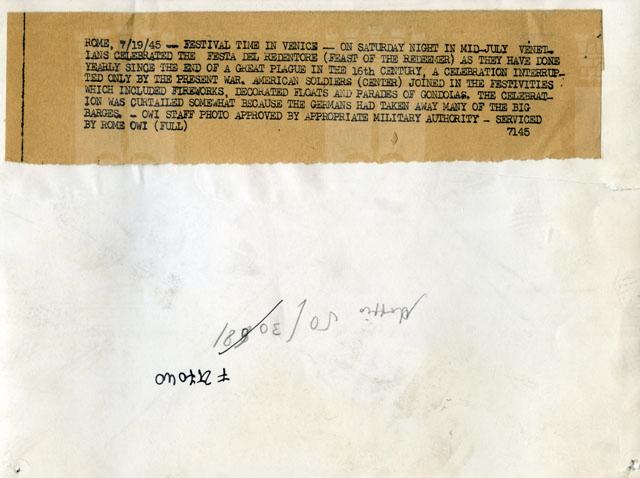 ROME, 7/19/45 -- FESTIVAL TIME IN VENICE -- ON SATURDAY NIGHT IN MID-JULY VENET-
IANS CELEBRATED THE FESTA DEL REDENTORE (FEAST OF THE REDEEMER) AS THEY HAVE DONE
YEARLY SINCE THE END OF A GREAT PLAGUE IN THE 16th CENTURY, A CELEBRATION INTERRUP-
TED ONLY BY THE PRESENT WAR. AMERICAN SOLDIERS (CENTER) JOINED IN THE FESTIVITIES
WHICH INCLUDED FIREWORKS, DECORATED FLOATS AND PARADES OF GONDOLAS. THE CELEBRAT-
ION WAS CURTAILED SOMEWHAT BECAUSE THE GERMANS HAD TAKEN AWAY MANY OF THE BIG
BARGES. - OWI STAFF PHOTO APPROVED BY APPROPRIATE MILITARY AUTHORITY - SERVICED
BY ROME OWI (FULL) 7145